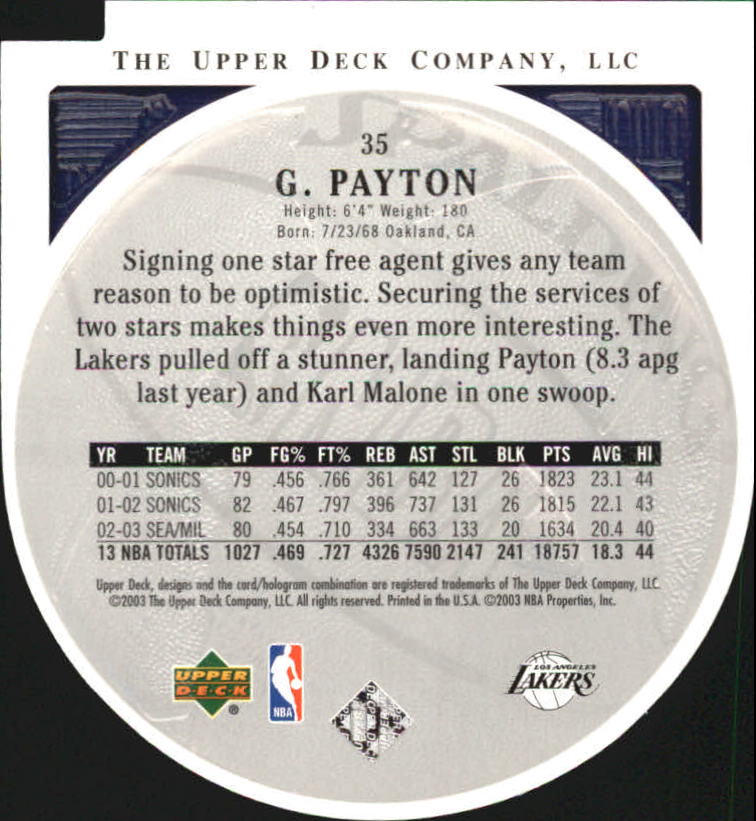 THE UPPER DECK COMPANY, LLC
35
G. PAYTON
Height: 6'4" Weight: 180
Born: 7/23/68 Oakland, CA
Signing one star free agent gives any team
reason to be optimistic. Securing the services of
two stars makes things even more interesting. The
Lakers pulled off a stunner, landing Payton (8.3 apg
last year) and Karl Malone in one swoop.
YR TEAM GP FG% FT% REB AST STL BLK PTS AVG HI
00-01 SONICS 79 .456 .766 361 642 127 26 1823 23.1 44
01-02 SONICS 82 .467 .797 396 737 131 26 1815 22.1 43
02-03 SEA/MIL 80 .454 .710 334 663 133 20 1634 20.4 40
13 NBA TOTALS 1027 .469 .727 4326 7590 2147 241 18757 18.3 44
Upper Deck, designs and the card/hologram combination are registered trademarks of The Upper Deck Company, LLC.
©2003 The Upper Deck Company, LLC. All rights reserved. Printed in the U.S.A. ©2003 NBA Properties, Inc.
UPPER
DECK
®
NBA
LOS ANGELES
LAKERS